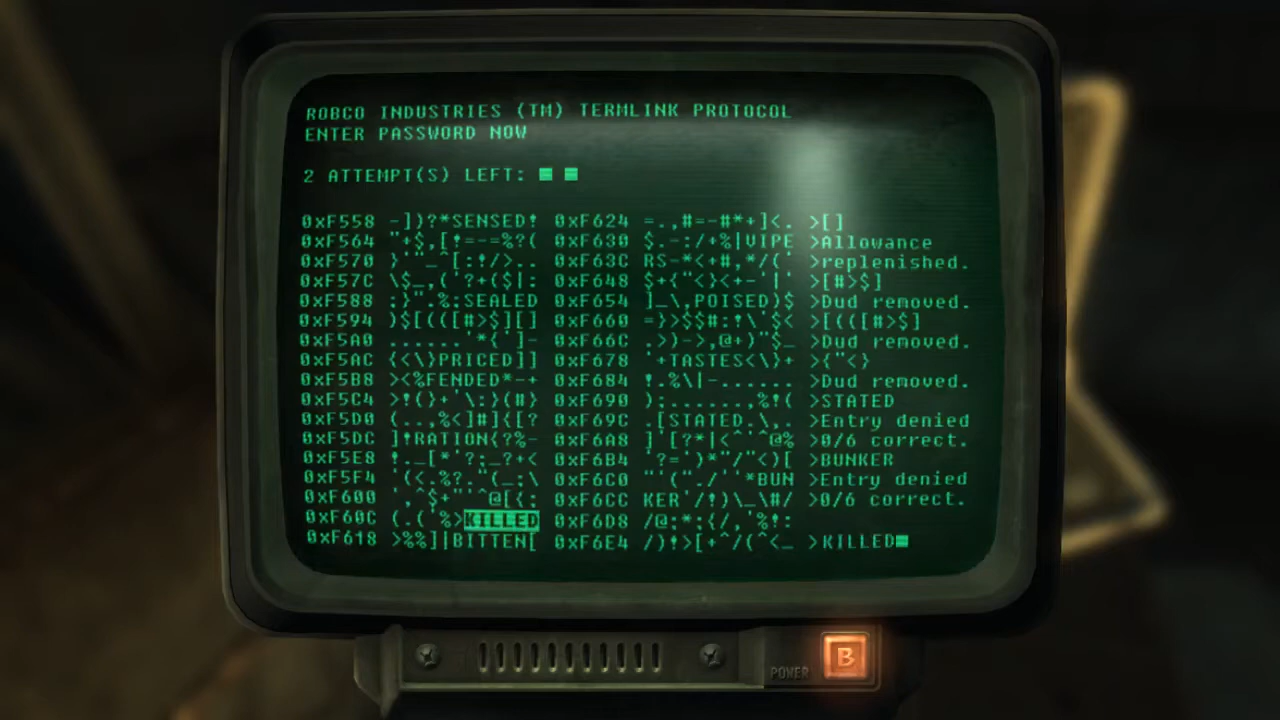 ROBCO INDUSTRIES (TM) TERMLINK PROTOCOL
ENTER PASSWORD NOW
2 ATTEMPT(S) LEFT:
0xF558 -])?*SENSED! 0xF624 =.,#=-#*+]<. >[]
0xF564 "+$,[!=-=%?( 0xF630 $.-:/+%|VIPE >Allowance
0xF570 }'"_^[:!/>.. 0xF63C RS-*<+#,*/(' >replenished.
0xF57C \$_,('?+($|: 0xF648 $+{"<}<+-'|' >[#>$]
0xF588 :}".%;SEALED 0xF654 ]_\,POISED)$ >Dud removed.
0xF594 )$[(([#>$][] 0xF660 =}>$$#:!\'$< >[(([#>$]
0xF5A0 ......'*{']- 0xF66C .>)->,@+)"$_ >Dud removed.
0xF5AC {<\}PRICED]] 0xF678 '+TASTES<\}+ >{"<}
0xF5B8 ><%FENDED*-+ 0xF684 !.%\|-...... >Dud removed.
0xF5C4 >!(}+'\:}(#} 0xF690 );......,%!( >STATED
0xF5D0 (..,%<]#]{[? 0xF69C .[STATED.\,. >Entry denied
0xF5DC ]!RATION{?%- 0xF6A8 ]'[?*|<^'^@% >0/6 correct.
0xF5E8 !._[*'?;_?+< 0xF6B4 '?=')*"/"<)[ >BUNKER
0xF5F4 '(<.%?."(_;\ 0xF6C0 "'("./'`*BUN >Entry denied
0xF600 ',^$+"'^@[{; 0xF6CC KER'/!)\_\#/ >0/6 correct.
0xF60C (.('%>KILLED 0xF6D8 /@;*;{/,'%!:
0xF618 >%%]|BITTEN[ 0xF6E4 /)!>[+^/(^<_ >KILLED
POWER
B